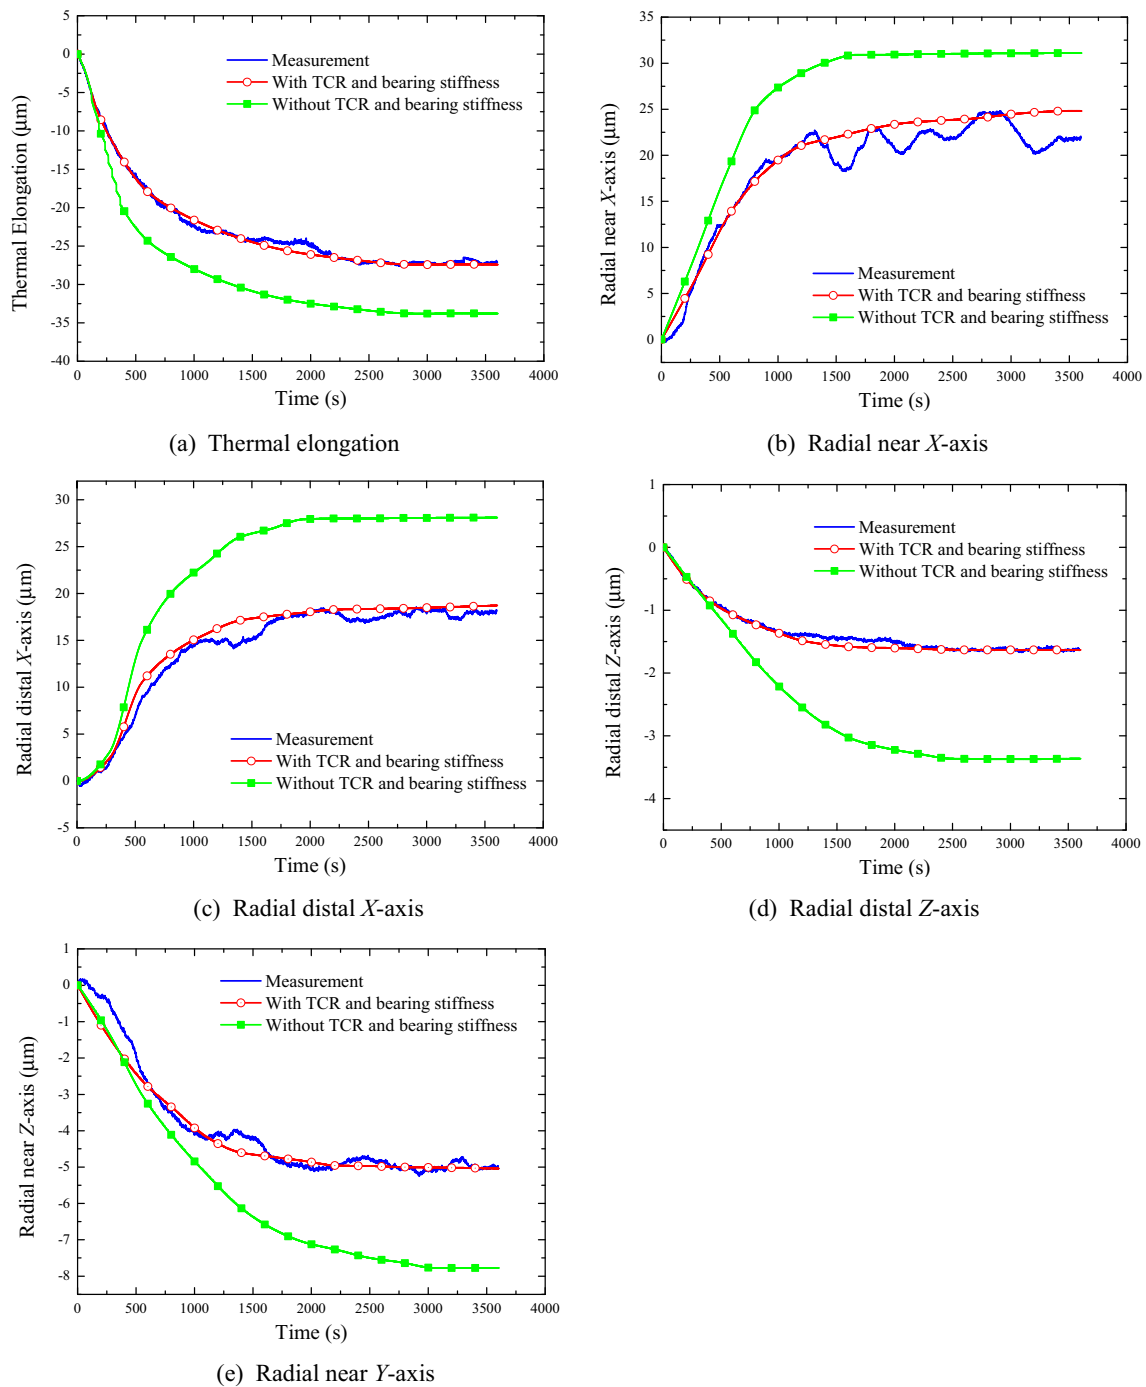 5
0
-5
-10
-15
-20
-25
-30
-35
-40
Thermal Elongation (μm)
Measurement
With TCR and bearing stiffness
Without TCR and bearing stiffness
0 500 1000 1500 2000 2500 3000 3500 4000
Time (s)
(a) Thermal elongation
35
30
25
20
15
10
5
0
Radial near X-axis (μm)
Measurement
With TCR and bearing stiffness
Without TCR and bearing stiffness
0 500 1000 1500 2000 2500 3000 3500 4000
Time (s)
(b) Radial near X-axis
30
25
20
15
10
5
0
-5
Radial distal X-axis (μm)
Measurement
With TCR and bearing stiffness
Without TCR and bearing stiffness
0 500 1000 1500 2000 2500 3000 3500 4000
Time (s)
(c) Radial distal X-axis
1
0
-1
-2
-3
-4
Radial distal Z-axis (μm)
Measurement
With TCR and bearing stiffness
Without TCR and bearing stiffness
0 500 1000 1500 2000 2500 3000 3500 4000
Time (s)
(d) Radial distal Z-axis
1
0
-1
-2
-3
-4
-5
-6
-7
-8
Radial near Z-axis (μm)
Measurement
With TCR and bearing stiffness
Without TCR and bearing stiffness
0 500 1000 1500 2000 2500 3000 3500 4000
Time (s)
(e) Radial near Y-axis